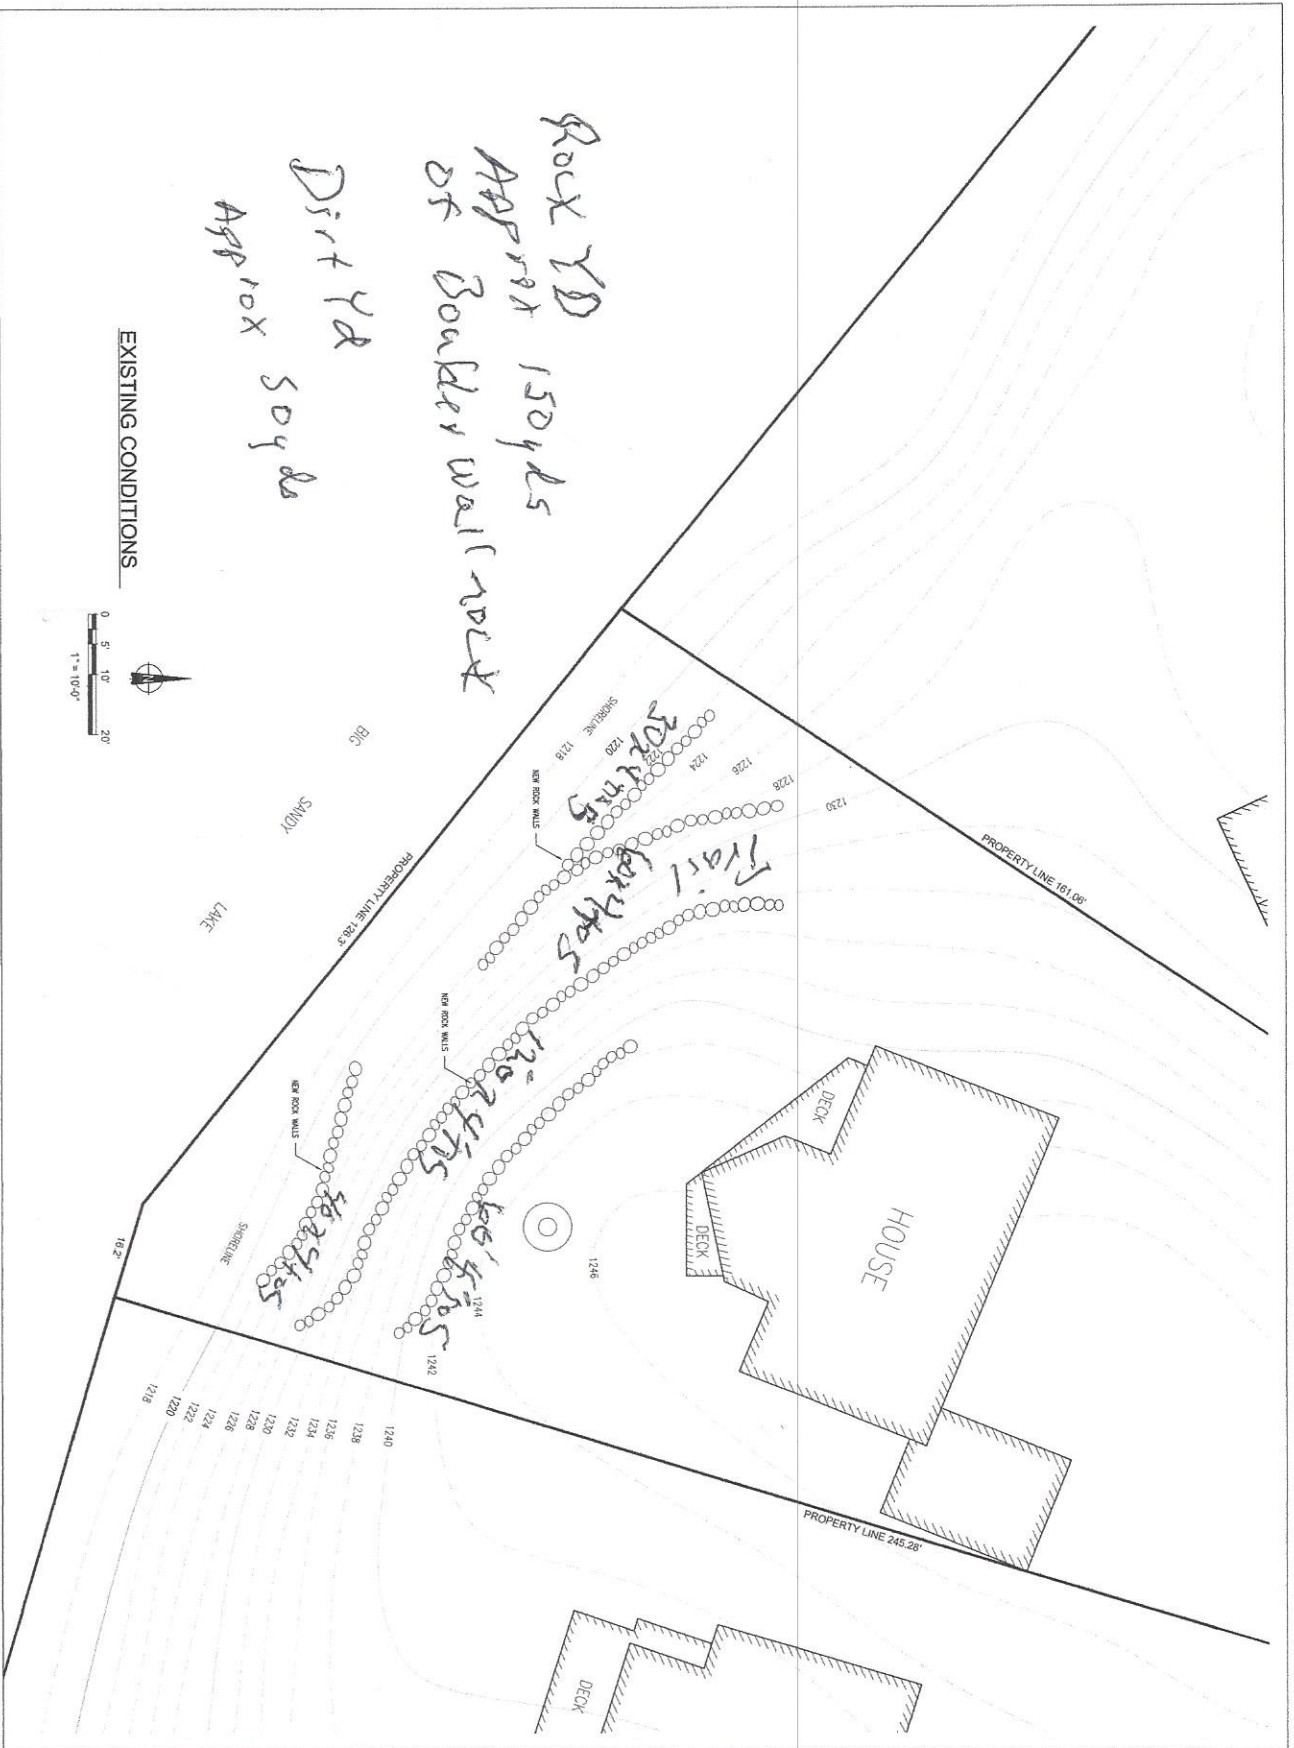 Rock YD
Approx 150yds
of Boulder wall rock
Dirt Yd
Approx 50yds
EXISTING CONDITIONS
0 5' 10' 20'
1" = 10'-0"
N
BIG
SANDY
LAKE
PROPERTY LINE 126.3'
16.2'
PROPERTY LINE 161.06'
PROPERTY LINE 245.28'
SHORELINE
1218
1220
1222
1224
1226
1228
1230
NEW ROCK WALLS
NEW ROCK WALLS
NEW ROCK WALLS
Trail
SHORELINE
DECK
DECK
HOUSE
1246
1244
1242
1240
1238
1236
1234
1232
1230
1228
1226
1224
1222
1220
1218
DECK